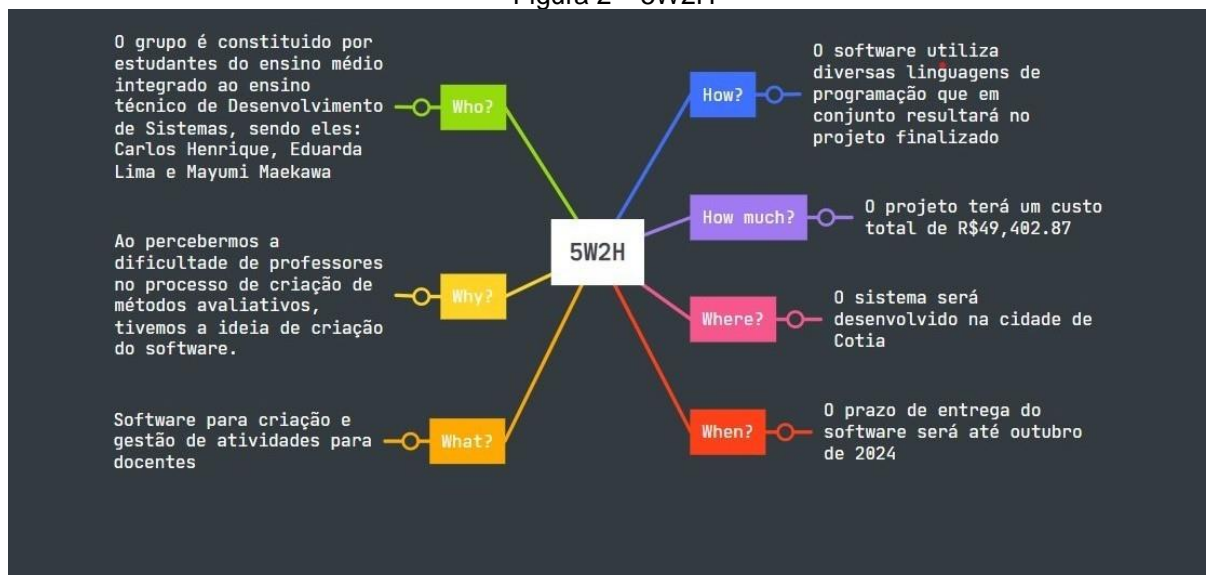 Figura 2 – 5W2H
O grupo é constituido por
estudantes do ensino médio
integrado ao ensino
técnico de Desenvolvimento
de Sistemas, sendo eles:
Carlos Henrique, Eduarda
Lima e Mayumi Maekawa
Who?
Ao percebermos a
dificultade de professores
no processo de criação de
métodos avaliativos,
tivemos a ideia de criação
do software.
Why?
Software para criação e
gestão de atividades para
docentes
What?
5W2H
How?
O software utiliza
diversas linguagens de
programação que em
conjunto resultará no
projeto finalizado
How much?
O projeto terá um custo
total de R$49,402.87
Where?
O sistema será
desenvolvido na cidade de
Cotia
When?
O prazo de entrega do
software será até outubro
de 2024